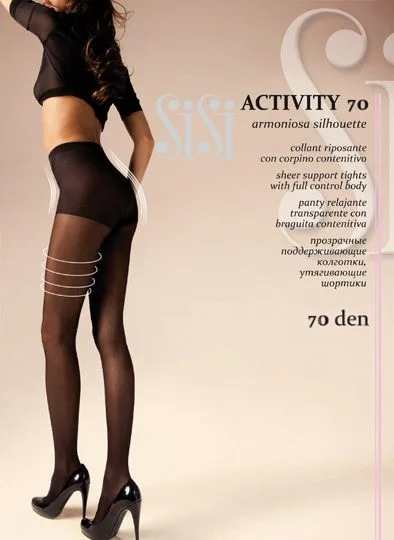 SiSi
ACTIVITY 70
armoniosa silhouette
collant riposante
con corpino contenitivo
sheer support tights
with full control body
panty relajante
transparente con
braguita contenitiva
прозрачные
поддерживающие
колготки,
утягивающие
шортики
70 den